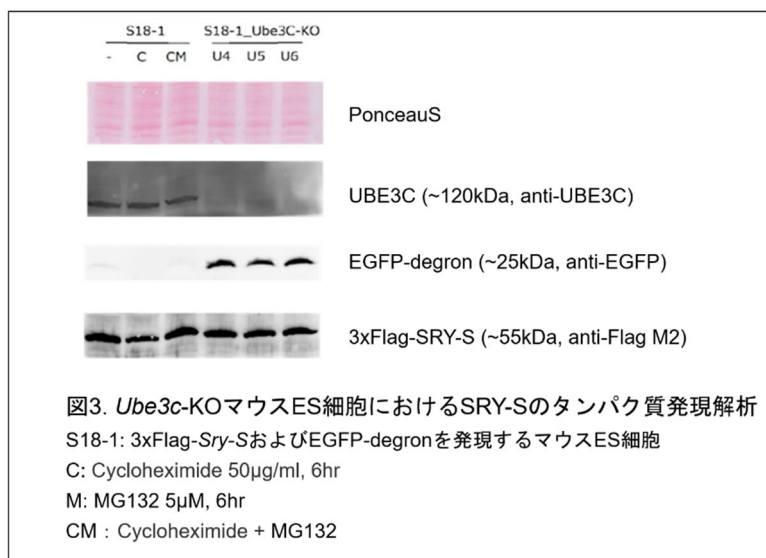 S18-1 S18-1_Ube3C-KO
- C CM U4 U5 U6
PonceauS
UBE3C (~120kDa, anti-UBE3C)
EGFP-degron (~25kDa, anti-EGFP)
3xFlag-SRY-S (~55kDa, anti-Flag M2)
図3. Ube3c-KOマウスES細胞におけるSRY-Sのタンパク質発現解析
S18-1: 3xFlag-Sry-SおよびEGFP-degronを発現するマウスES細胞
C: Cycloheximide 50μg/ml, 6hr
M: MG132 5μM, 6hr
CM：Cycloheximide + MG132